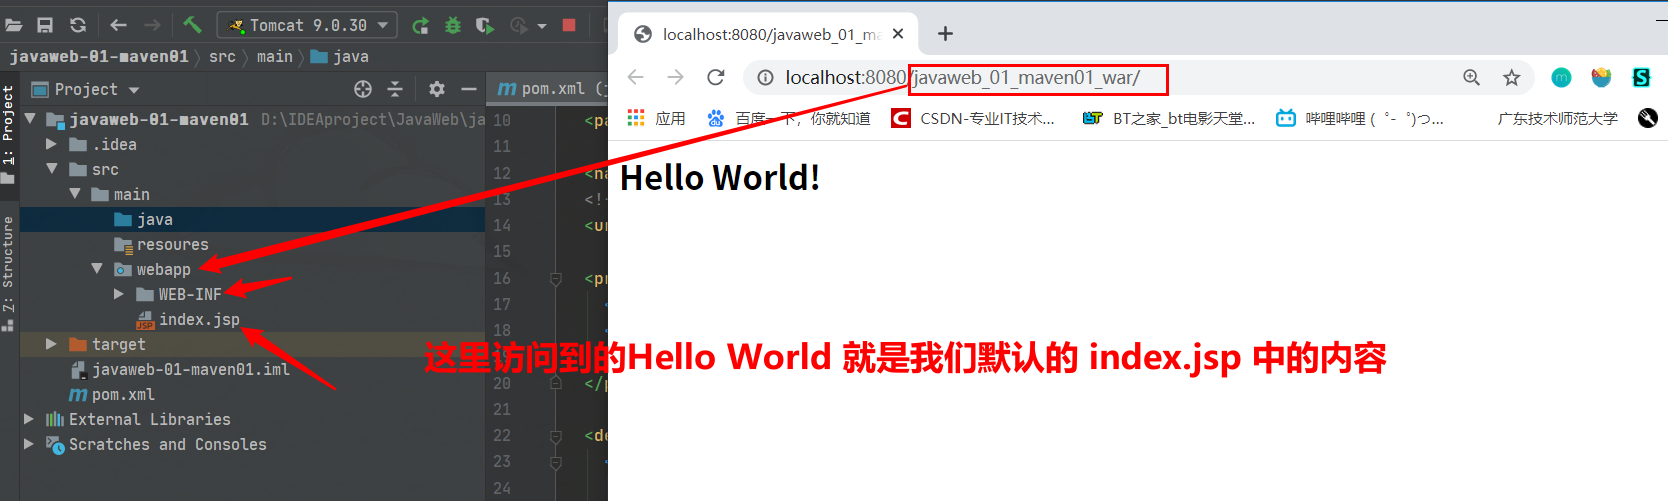 Tomcat 9.0.30
javaweb-01-maven01 src main java
1: Project
7: Structure
Project
javaweb-01-maven01 D:\IDEAproject\JavaWeb\ja
.idea
src
main
java
resoures
webapp
WEB-INF
index.jsp
target
javaweb-01-maven01.iml
pom.xml
External Libraries
Scratches and Consoles
m pom.xml (j
10 <pa
11
12 <na
13 <!-
14 <ur
15
16 <pr
17 <
18 <
20 </p
21
22 <de
23 <
24
localhost:8080/javaweb_01_ma
localhost:8080/javaweb_01_maven01_war/
应用 百度一下，你就知道 CSDN-专业IT技术... BT之家_bt电影天堂... 哔哩哔哩 ( ゜- ゜)つ... 广东技术师范大学
Hello World!
这里访问到的Hello World 就是我们默认的 index.jsp 中的内容